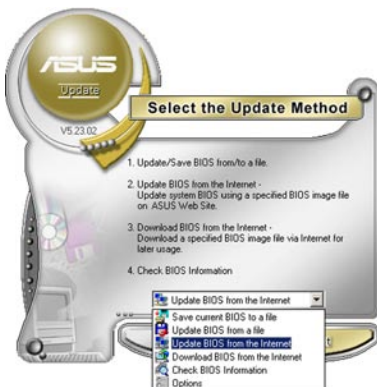 ASUS
Update
V5.23.02
Select the Update Method
1. Update/Save BIOS from/to a file.
2. Update BIOS from the Internet -
Update system BIOS using a specified BIOS image file
on ASUS Web Site.
3. Download BIOS from the Internet -
Download a specified BIOS image file via Internet for
later usage.
4. Check BIOS Information
Update BIOS from the Internet
Save current BIOS to a file
Update BIOS from a file
Update BIOS from the Internet
Download BIOS from the Internet
Check BIOS Information
Options